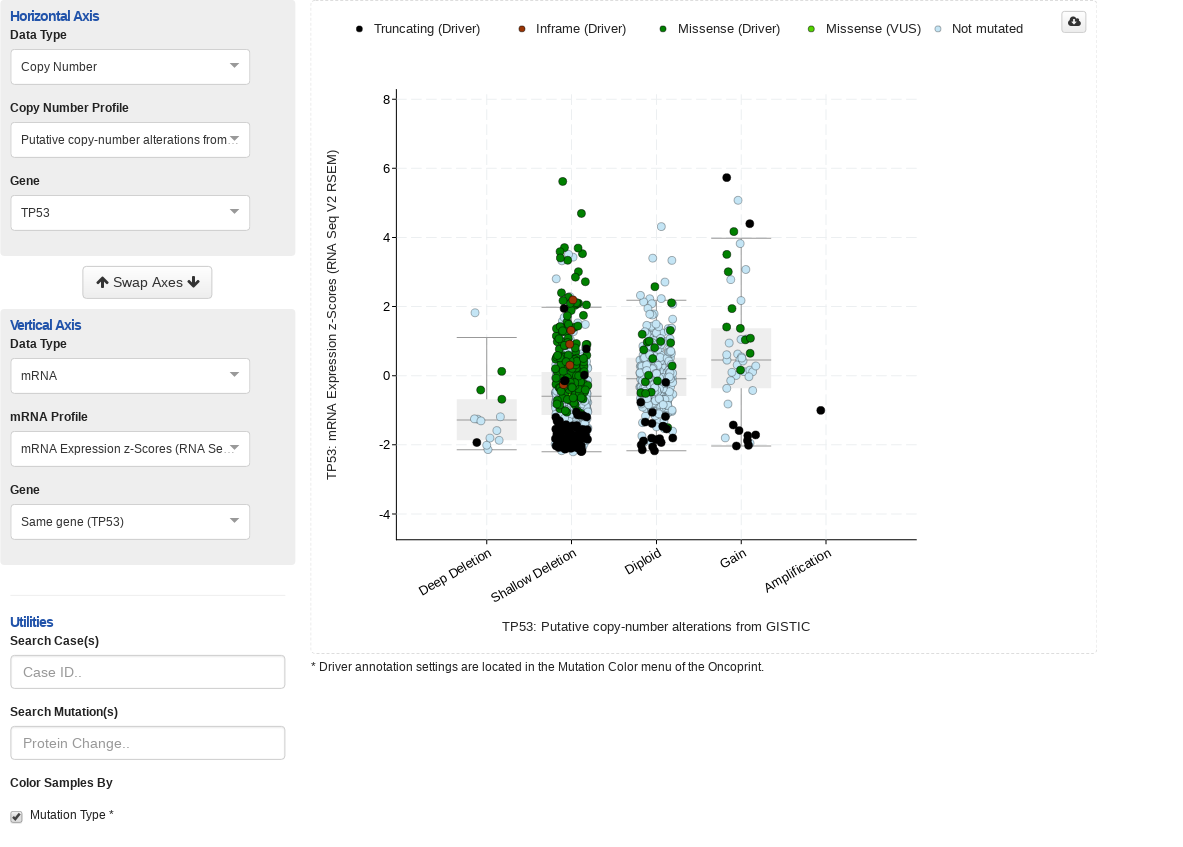 Horizontal Axis
Data Type
Copy Number
Copy Number Profile
Putative copy-number alterations from…
Gene
TP53
Swap Axes
Vertical Axis
Data Type
mRNA
mRNA Profile
mRNA Expression z-Scores (RNA Se…
Gene
Same gene (TP53)
Utilities
Search Case(s)
Case ID..
Search Mutation(s)
Protein Change..
Color Samples By
Mutation Type *
Truncating (Driver) Inframe (Driver) Missense (Driver) Missense (VUS) Not mutated
8
6
4
2
0
-2
-4
TP53: mRNA Expression z-Scores (RNA Seq V2 RSEM)
Deep Deletion
Shallow Deletion
Diploid
Gain
Amplification
TP53: Putative copy-number alterations from GISTIC
* Driver annotation settings are located in the Mutation Color menu of the Oncoprint.